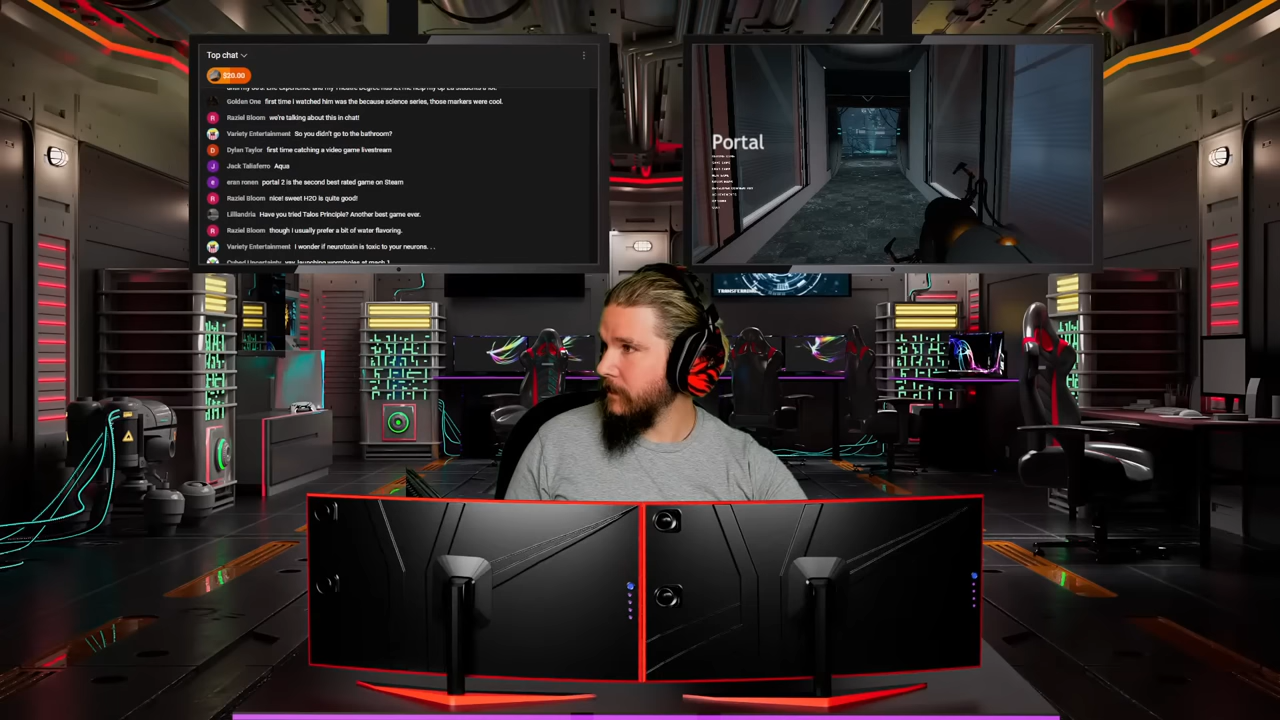 Top chat
$20.00
Golden One first time I watched him was the because science series, those markers were cool.
Raziel Bloom we're talking about this in chat!
Variety Entertainment So you didn't go to the bathroom?
Dylan Taylor first time catching a video game livestream
Jack Taliaferro Aqua
eran ronen portal 2 is the second best rated game on Steam
Raziel Bloom nice! sweet H2O is quite good!
Lilliandria Have you tried Talos Principle? Another best game ever.
Raziel Bloom though I usually prefer a bit of water flavoring.
Variety Entertainment I wonder if neurotoxin is toxic to your neurons. . .
Portal